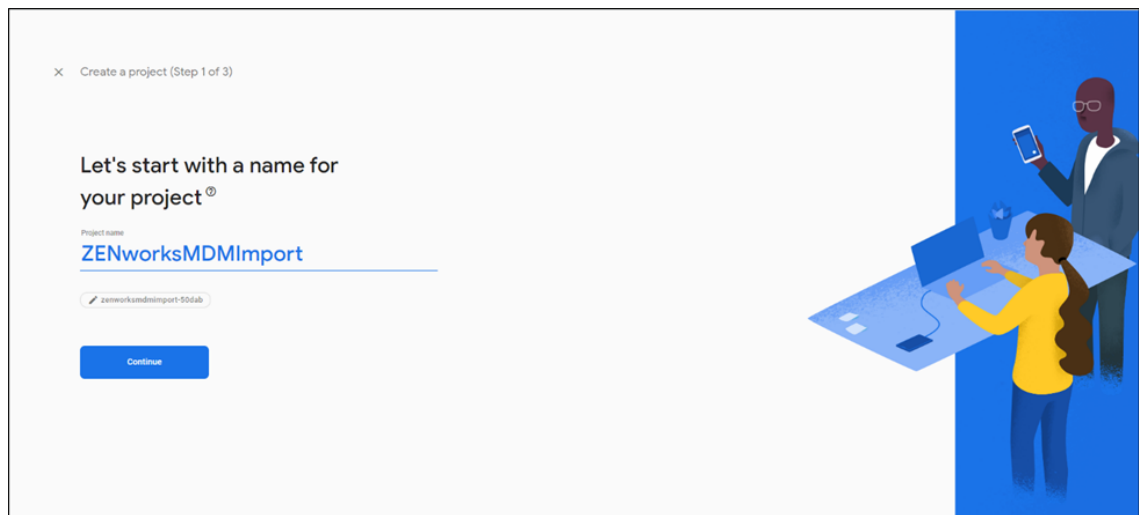 Create a project (Step 1 of 3)
Let's start with a name for
your project
Project name
ZENworksMDMImport
zenworksmdmimport-50dab
Continue